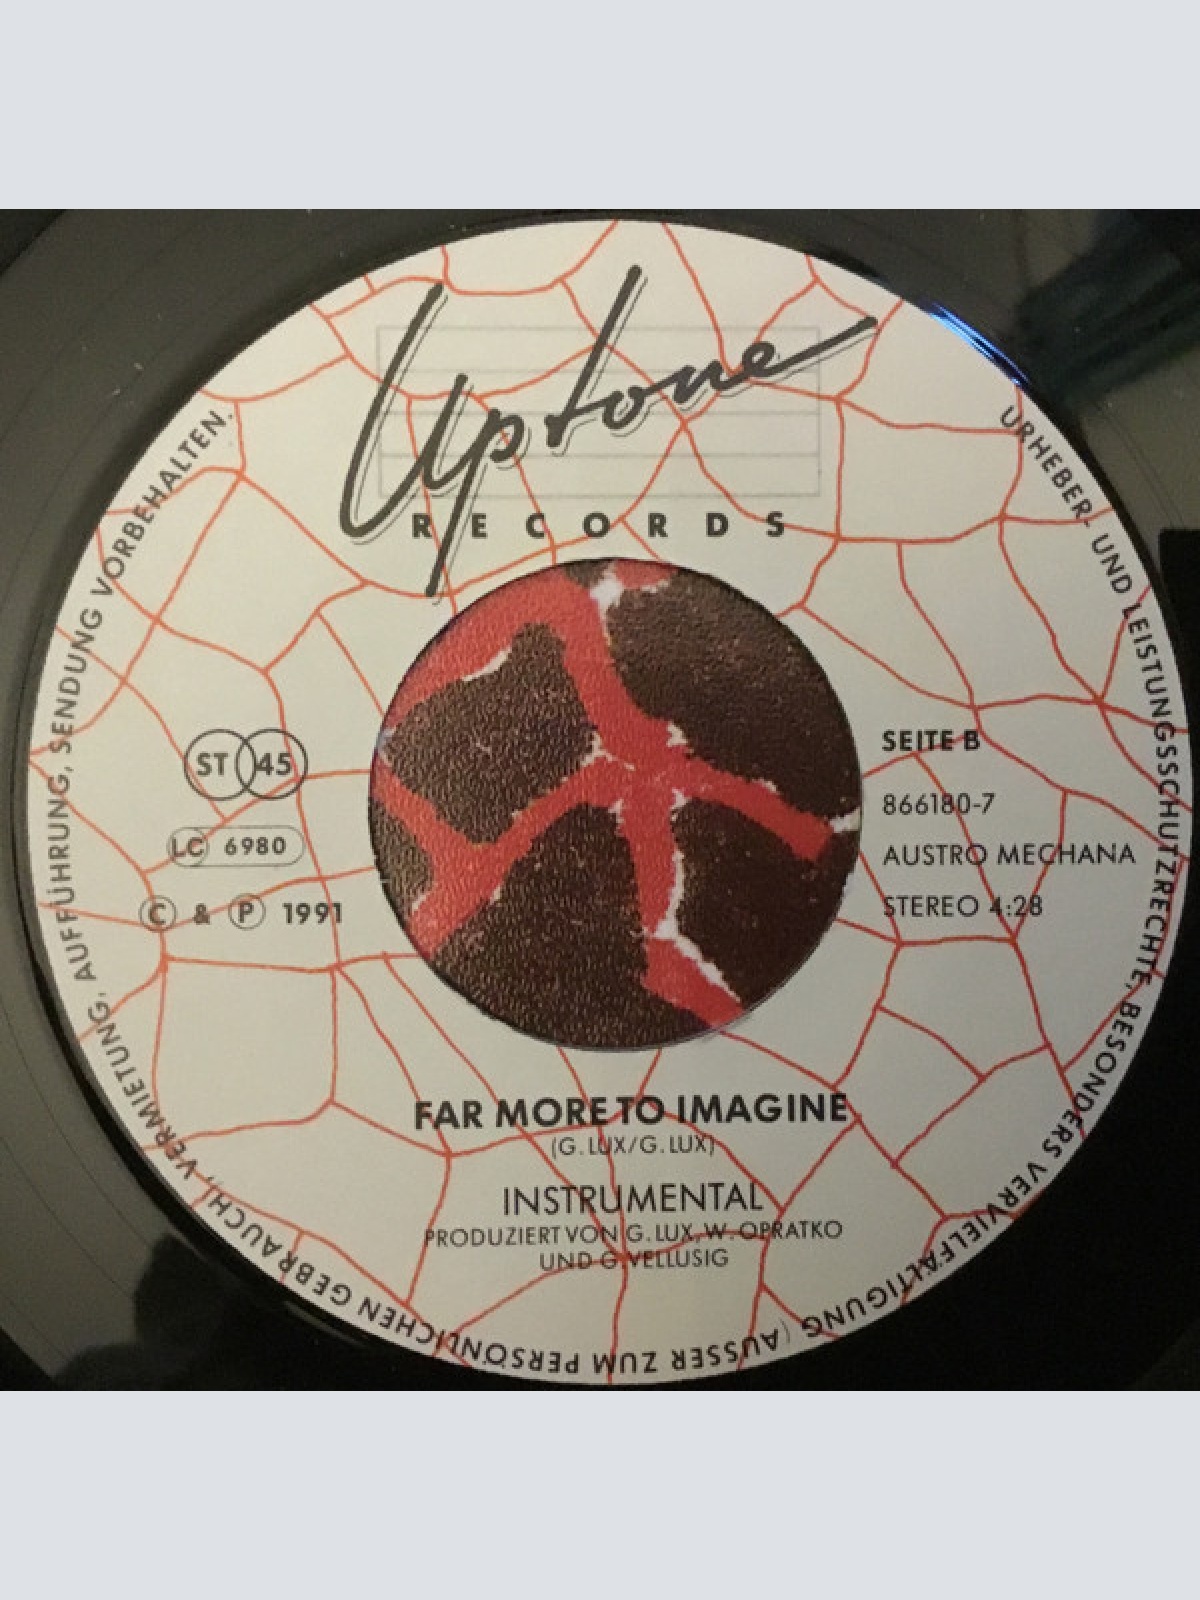 Uptone
RECORDS
ST 45
LC 6980
© & ℗ 1991
SEITE B
866180-7
AUSTRO MECHANA
STEREO 4:28
FAR MORE TO IMAGINE
(G. LUX/G. LUX)
INSTRUMENTAL
PRODUZIERT VON G. LUX, W. OPRATKO
UND G. VELLUSIG
URHEBER- UND LEISTUNGSSCHUTZRECHTE, BESONDERS VERVIELFÄLTIGUNG (AUSSER ZUM PERSÖNLICHEN GEBRAUCH), VERMIETUNG, AUFFÜHRUNG, SENDUNG VORBEHALTEN.